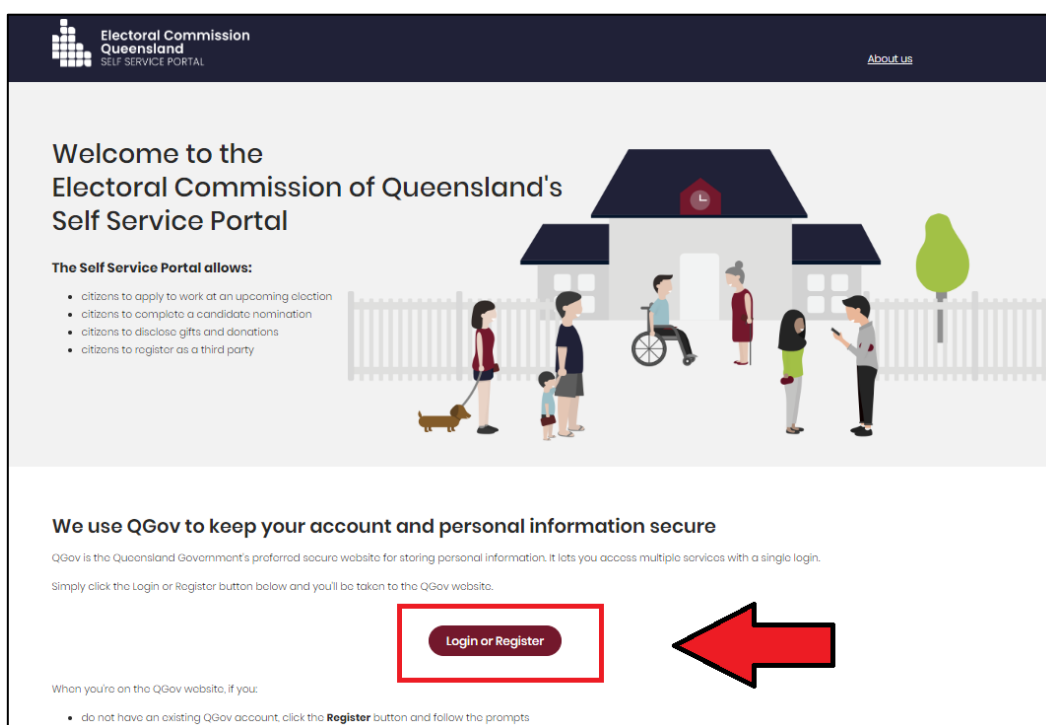 Electoral Commission
Queensland
SELF SERVICE PORTAL
About us
Welcome to the
Electoral Commission of Queensland's
Self Service Portal
The Self Service Portal allows:
• citizens to apply to work at an upcoming election
• citizens to complete a candidate nomination
• citizens to disclose gifts and donations
• citizens to register as a third party
We use QGov to keep your account and personal information secure
QGov is the Queensland Government's preferred secure website for storing personal information. It lets you access multiple services with a single login.
Simply click the Login or Register button below and you'll be taken to the QGov website.
Login or Register
When you're on the QGov website, if you:
• do not have an existing QGov account, click the Register button and follow the prompts